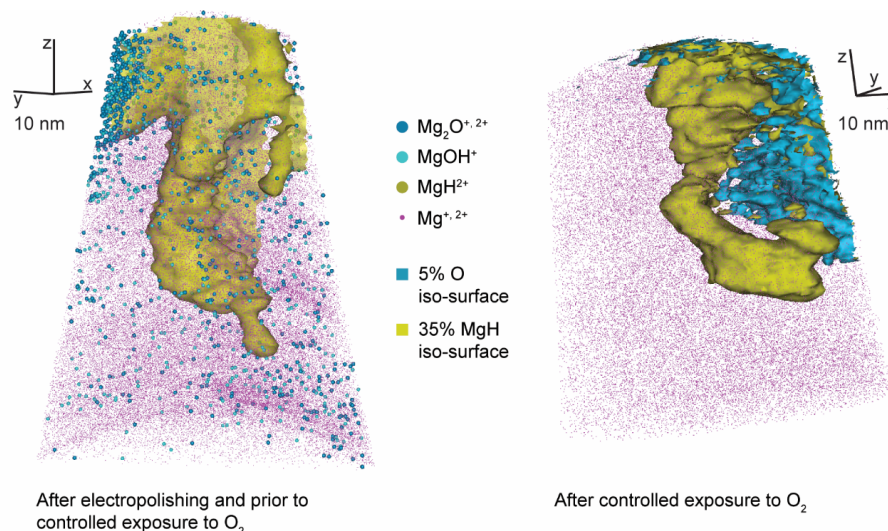 z
y
x
10 nm
Mg₂O⁺, ²⁺
MgOH⁺
MgH²⁺
Mg⁺, ²⁺
5% O
iso-surface
35% MgH
iso-surface
z
y
x
10 nm
After electropolishing and prior to
controlled exposure to O₂
After controlled exposure to O₂